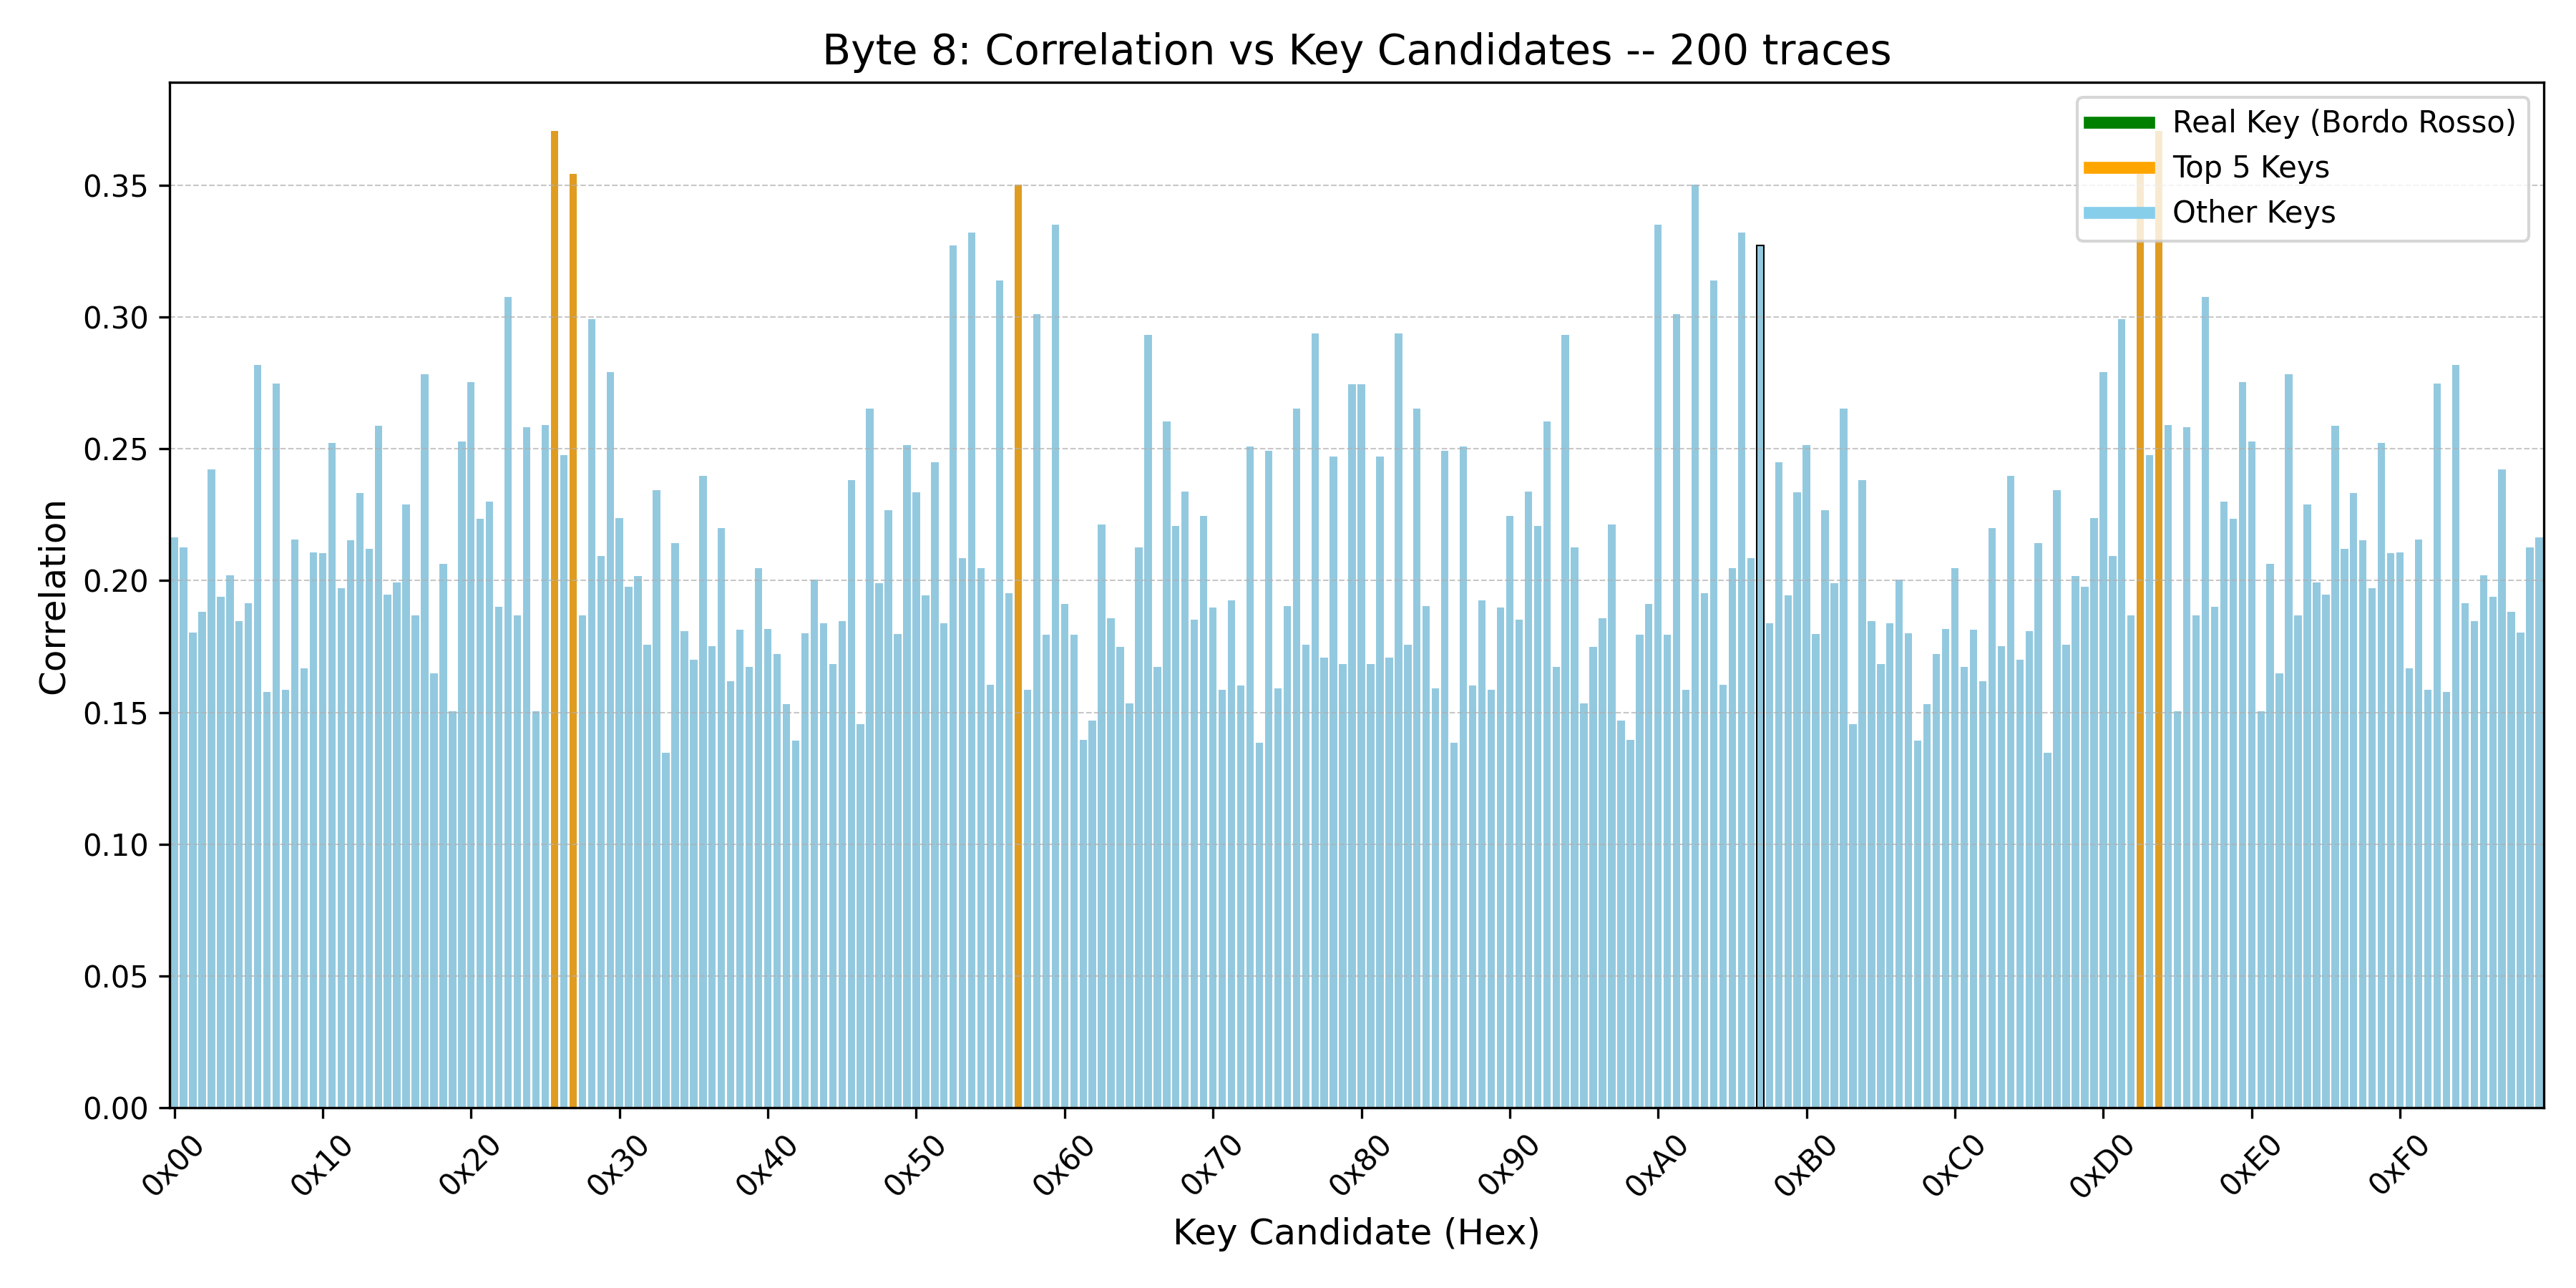 Byte 8: Correlation vs Key Candidates -- 200 traces
Real Key (Bordo Rosso)
Top 5 Keys
Other Keys
Correlation
0.35
0.30
0.25
0.20
0.15
0.10
0.05
0.00
0x00 0x10 0x20 0x30 0x40 0x50 0x60 0x70 0x80 0x90 0xA0 0xB0 0xC0 0xD0 0xE0 0xF0
Key Candidate (Hex)